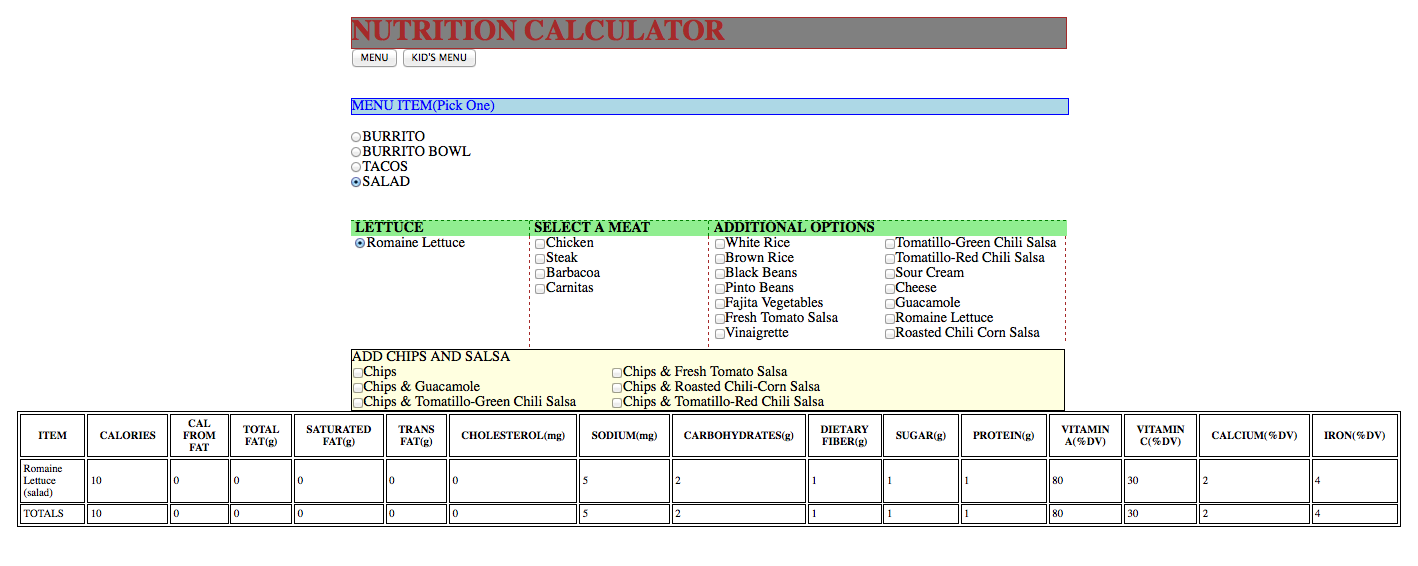 NUTRITION CALCULATOR
MENU KID'S MENU
MENU ITEM(Pick One)
BURRITO
BURRITO BOWL
TACOS
SALAD
LETTUCE SELECT A MEAT ADDITIONAL OPTIONS
Romaine Lettuce Chicken White Rice Tomatillo-Green Chili Salsa
Steak Brown Rice Tomatillo-Red Chili Salsa
Barbacoa Black Beans Sour Cream
Carnitas Pinto Beans Cheese
Fajita Vegetables Guacamole
Fresh Tomato Salsa Romaine Lettuce
Vinaigrette Roasted Chili Corn Salsa
ADD CHIPS AND SALSA
Chips Chips & Fresh Tomato Salsa
Chips & Guacamole Chips & Roasted Chili-Corn Salsa
Chips & Tomatillo-Green Chili Salsa Chips & Tomatillo-Red Chili Salsa
ITEM CALORIES CAL FROM FAT TOTAL FAT(g) SATURATED FAT(g) TRANS FAT(g) CHOLESTEROL(mg) SODIUM(mg) CARBOHYDRATES(g) DIETARY FIBER(g) SUGAR(g) PROTEIN(g) VITAMIN A(%DV) VITAMIN C(%DV) CALCIUM(%DV) IRON(%DV)
Romaine Lettuce (salad) 10 0 0 0 0 0 5 2 1 1 1 80 30 2 4
TOTALS 10 0 0 0 0 0 5 2 1 1 1 80 30 2 4